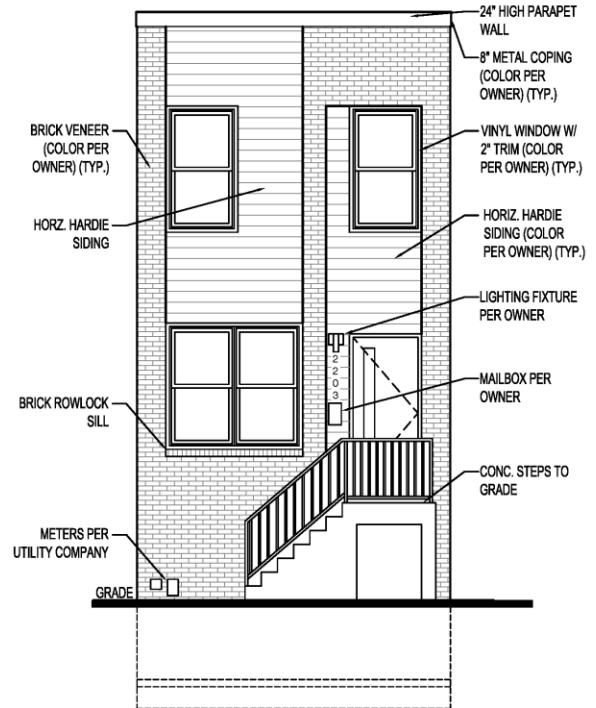 24" HIGH PARAPET
WALL
8" METAL COPING
(COLOR PER
OWNER) (TYP.)
BRICK VENEER
(COLOR PER
OWNER) (TYP.)
VINYL WINDOW W/
2" TRIM (COLOR
PER OWNER) (TYP.)
HORZ. HARDIE
SIDING
HORIZ. HARDIE
SIDING (COLOR
PER OWNER) (TYP.)
LIGHTING FIXTURE
PER OWNER
2
2
0
3
MAILBOX PER
OWNER
BRICK ROWLOCK
SILL
CONC. STEPS TO
GRADE
METERS PER
UTILITY COMPANY
GRADE